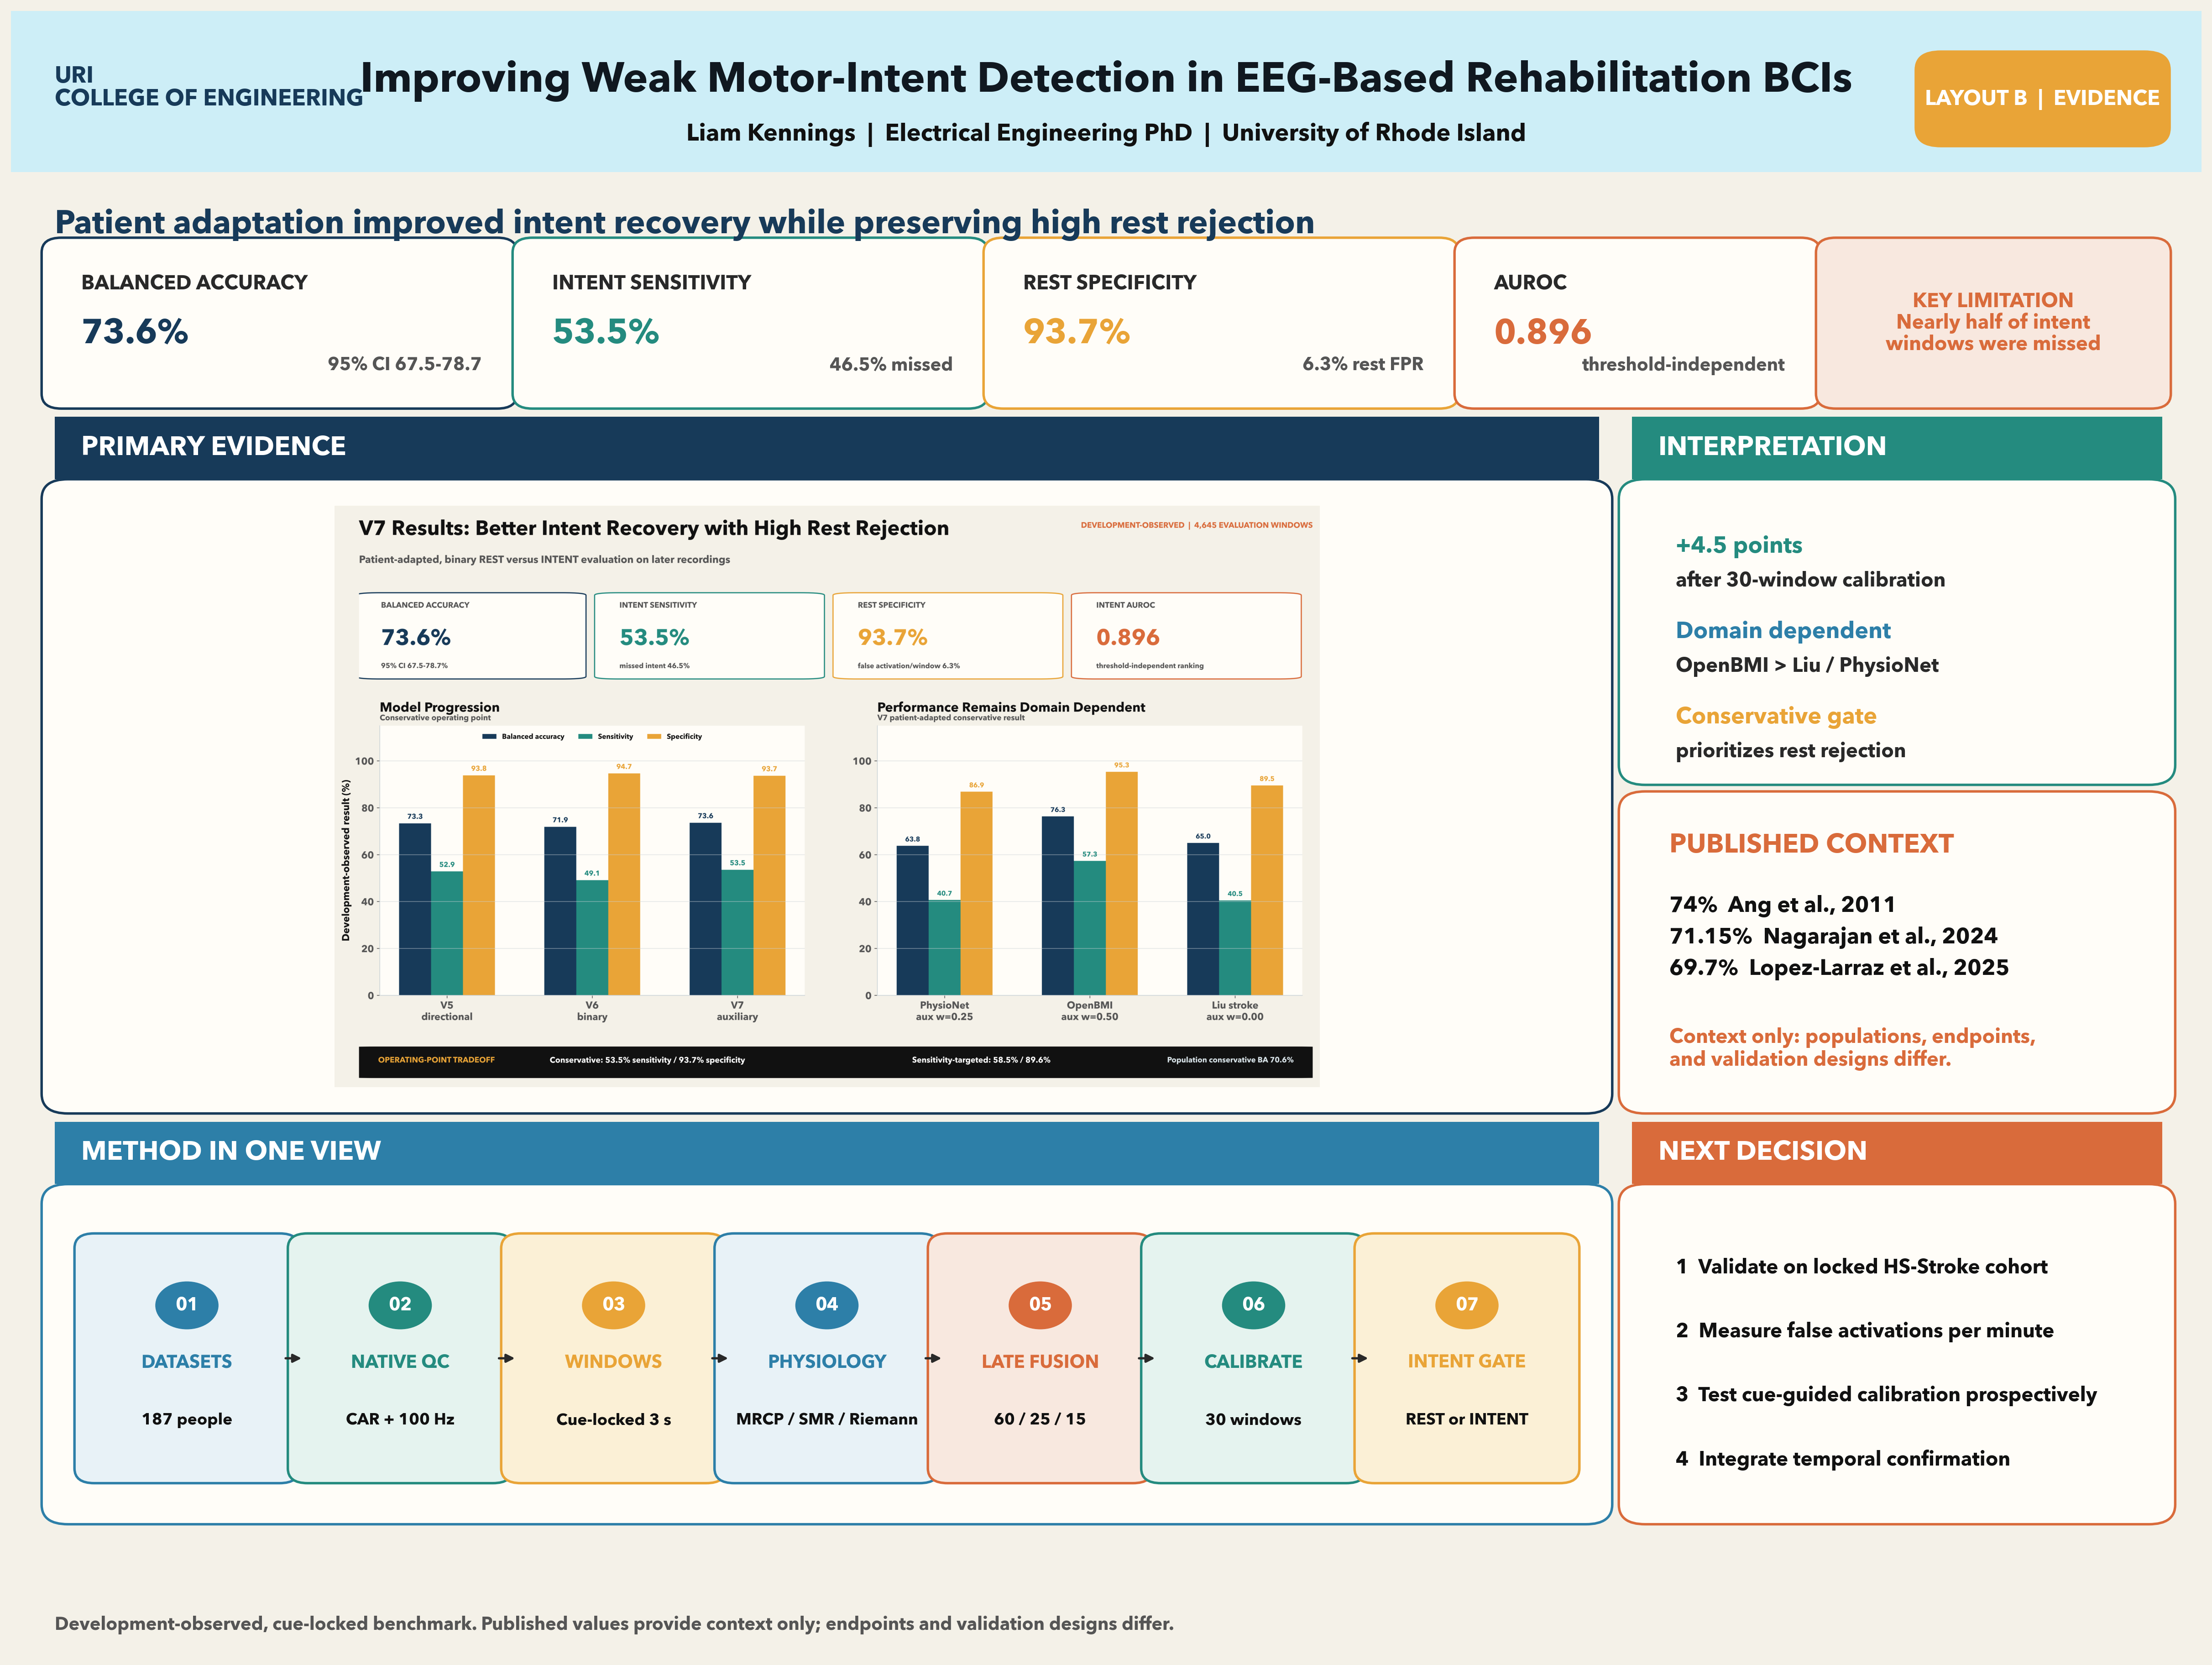 URI
COLLEGE OF ENGINEERING
Improving Weak Motor-Intent Detection in EEG-Based Rehabilitation BCIs
Liam Kennings | Electrical Engineering PhD | University of Rhode Island
LAYOUT B | EVIDENCE
Patient adaptation improved intent recovery while preserving high rest rejection
BALANCED ACCURACY
73.6%
95% CI 67.5-78.7
INTENT SENSITIVITY
53.5%
46.5% missed
REST SPECIFICITY
93.7%
6.3% rest FPR
AUROC
0.896
threshold-independent
KEY LIMITATION
Nearly half of intent
windows were missed
PRIMARY EVIDENCE
V7 Results: Better Intent Recovery with High Rest Rejection
DEVELOPMENT-OBSERVED | 4,645 EVALUATION WINDOWS
Patient-adapted, binary REST versus INTENT evaluation on later recordings
BALANCED ACCURACY
73.6%
95% CI 67.5-78.7%
INTENT SENSITIVITY
53.5%
missed intent 46.5%
REST SPECIFICITY
93.7%
false activation/window 6.3%
INTENT AUROC
0.896
threshold-independent ranking
Model Progression
Conservative operating point
Balanced accuracy Sensitivity Specificity
Development-observed result (%)
100
80
60
40
20
0
73.3
52.9
93.8
71.9
49.1
94.7
73.6
53.5
93.7
V5
directional
V6
binary
V7
auxiliary
Performance Remains Domain Dependent
V7 patient-adapted conservative result
100
80
60
40
20
0
63.8
40.7
86.9
76.3
57.3
95.3
65.0
40.5
89.5
PhysioNet
aux w=0.25
OpenBMI
aux w=0.50
Liu stroke
aux w=0.00
OPERATING-POINT TRADEOFF
Conservative: 53.5% sensitivity / 93.7% specificity
Sensitivity-targeted: 58.5% / 89.6%
Population conservative BA 70.6%
INTERPRETATION
+4.5 points
after 30-window calibration
Domain dependent
OpenBMI > Liu / PhysioNet
Conservative gate
prioritizes rest rejection
PUBLISHED CONTEXT
74% Ang et al., 2011
71.15% Nagarajan et al., 2024
69.7% Lopez-Larraz et al., 2025
Context only: populations, endpoints,
and validation designs differ.
METHOD IN ONE VIEW
01
DATASETS
187 people
02
NATIVE QC
CAR + 100 Hz
03
WINDOWS
Cue-locked 3 s
04
PHYSIOLOGY
MRCP / SMR / Riemann
05
LATE FUSION
60 / 25 / 15
06
CALIBRATE
30 windows
07
INTENT GATE
REST or INTENT
NEXT DECISION
1 Validate on locked HS-Stroke cohort
2 Measure false activations per minute
3 Test cue-guided calibration prospectively
4 Integrate temporal confirmation
Development-observed, cue-locked benchmark. Published values provide context only; endpoints and validation designs differ.